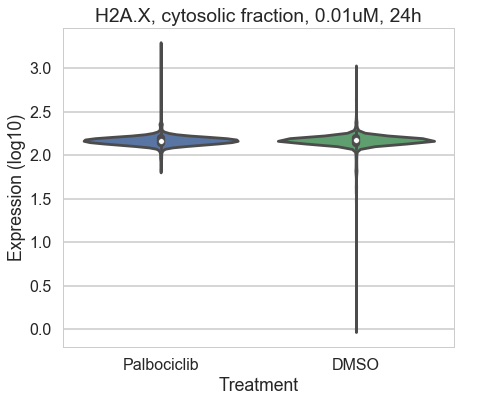 H2A.X, cytosolic fraction, 0.01uM, 24h
Expression (log10)
3.0
2.5
2.0
1.5
1.0
0.5
0.0
Palbociclib DMSO
Treatment